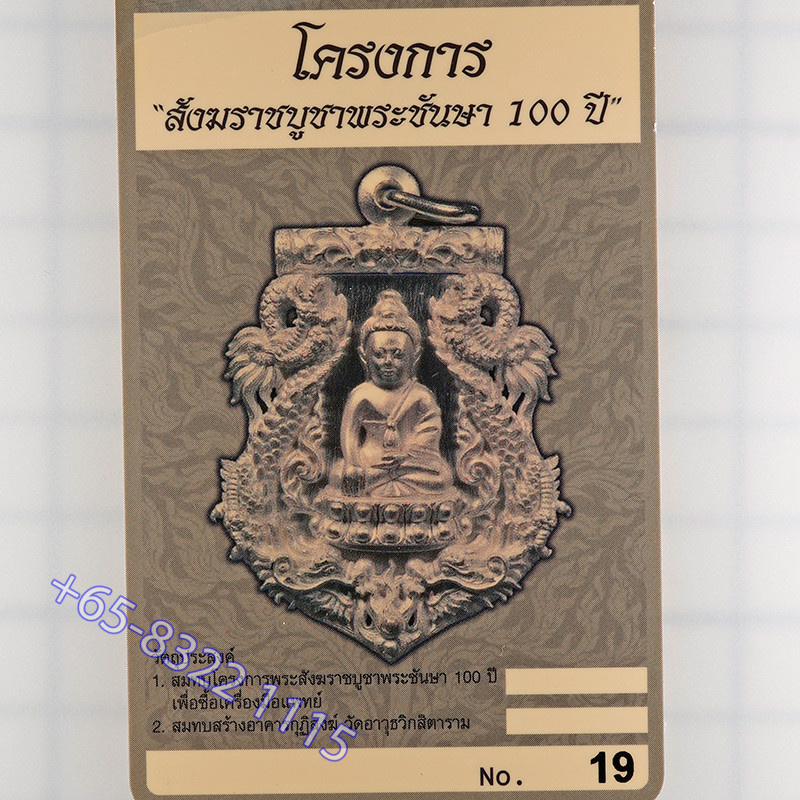 โครงการ
“สังฆราชบูชาพระชันษา 100 ปี”
วัตถุประสงค์
1. สมทบโครงการพระสังฆราชบูชาพระชันษา 100 ปี
เพื่อซื้อเครื่องมือแพทย์
2. สมทบสร้างอาคารกุฏิสงฆ์ วัดอาวุธวิกสิตาราม
No. 19
+65-83221115